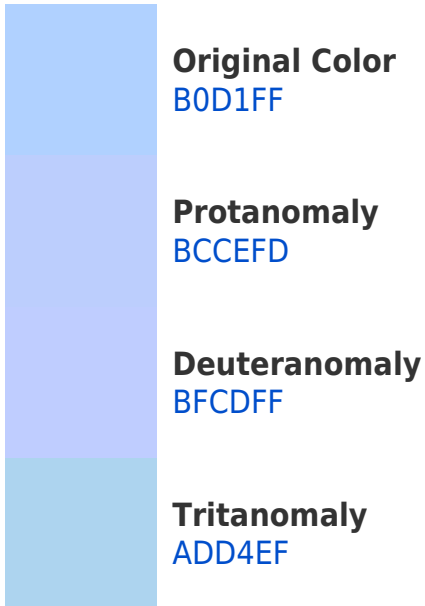 Original Color
B0D1FF
Protanomaly
BCCEFD
Deuteranomaly
BFCDFF
Tritanomaly
ADD4EF